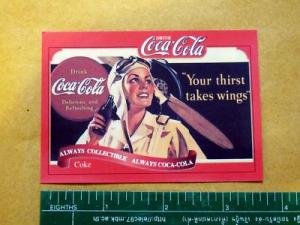 DRINK
Coca-Cola
Drink
Coca-Cola
Delicious and
Refreshing
"Your thirst
takes wings"
ALWAYS COLLECTIBLE ALWAYS COCA-COLA
Coke
EIGHTHS 1 2 3 4